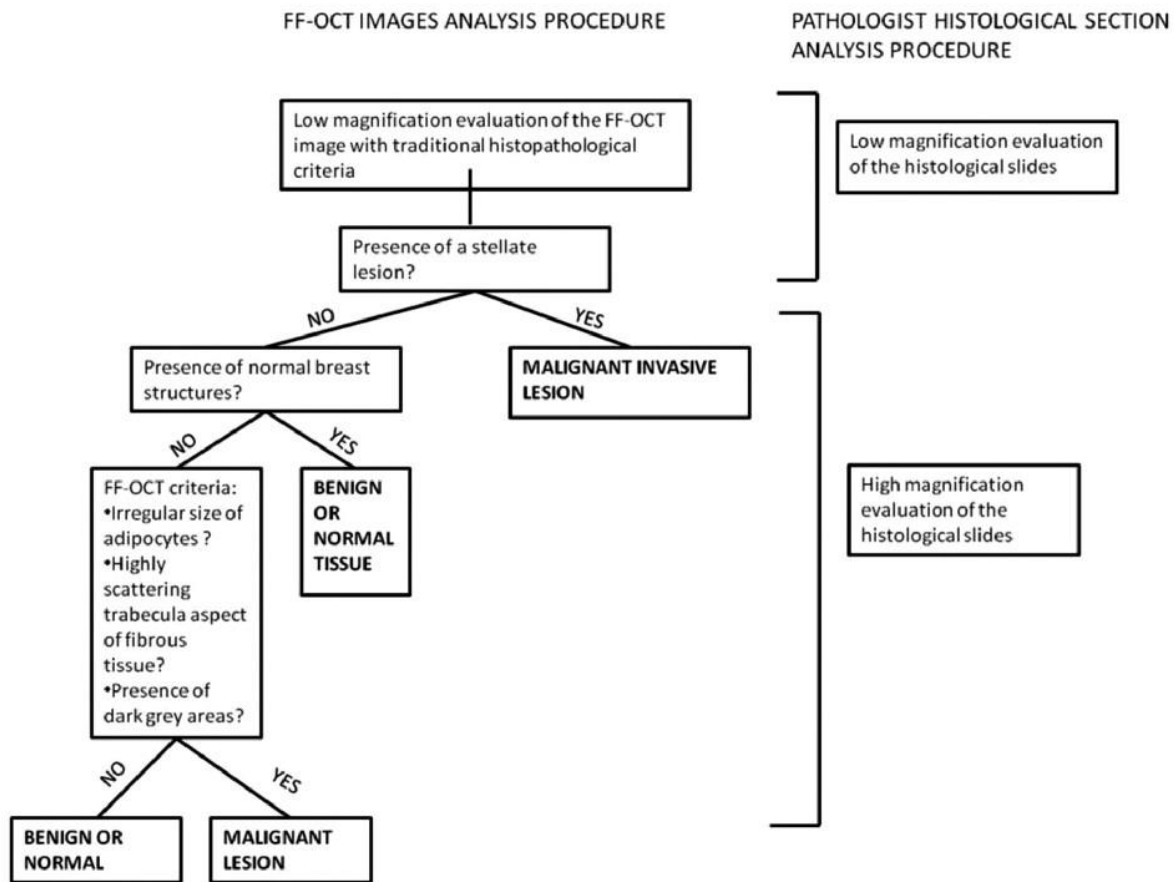 FF-OCT IMAGES ANALYSIS PROCEDURE
PATHOLOGIST HISTOLOGICAL SECTION
ANALYSIS PROCEDURE
Low magnification evaluation of the FF-OCT
image with traditional histopathological
criteria
Low magnification evaluation
of the histological slides
Presence of a stellate
lesion?
NO
YES
Presence of normal breast
structures?
MALIGNANT INVASIVE
LESION
NO
YES
FF-OCT criteria:
•Irregular size of
adipocytes ?
•Highly
scattering
trabecula aspect
of fibrous
tissue?
•Presence of
dark grey areas?
BENIGN
OR
NORMAL
TISSUE
High magnification
evaluation of the
histological slides
NO
YES
BENIGN OR
NORMAL
MALIGNANT
LESION